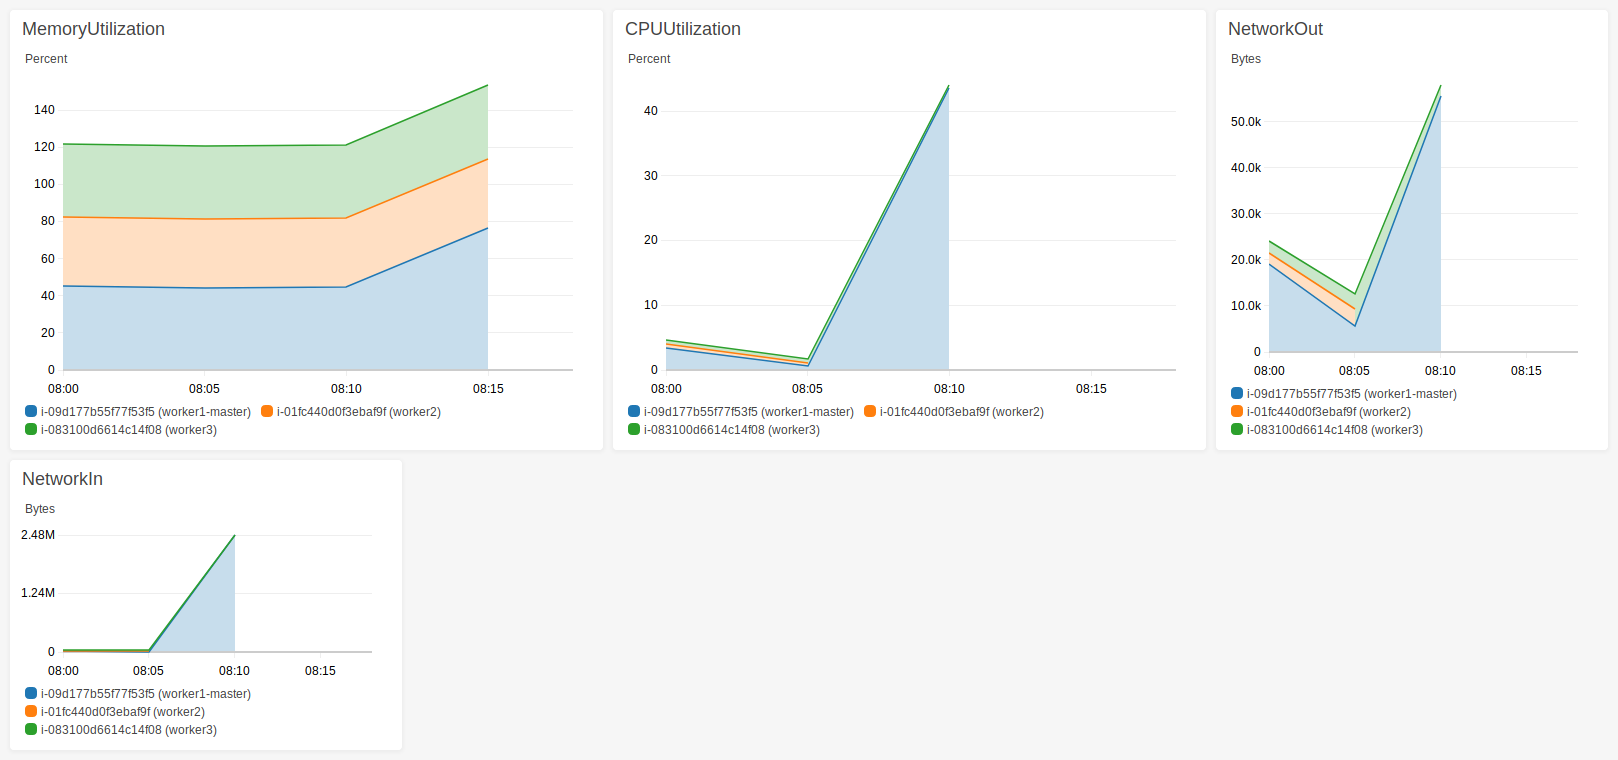 MemoryUtilization
Percent
140
120
100
80
60
40
20
0
08:00 08:05 08:10 08:15
i-09d177b55f77f53f5 (worker1-master) i-01fc440d0f3ebaf9f (worker2)
i-083100d6614c14f08 (worker3)
CPUUtilization
Percent
40
30
20
10
0
08:00 08:05 08:10 08:15
i-09d177b55f77f53f5 (worker1-master) i-01fc440d0f3ebaf9f (worker2)
i-083100d6614c14f08 (worker3)
NetworkOut
Bytes
50.0k
40.0k
30.0k
20.0k
10.0k
0
08:00 08:05 08:10 08:15
i-09d177b55f77f53f5 (worker1-master)
i-01fc440d0f3ebaf9f (worker2)
i-083100d6614c14f08 (worker3)
NetworkIn
Bytes
2.48M
1.24M
0
08:00 08:05 08:10 08:15
i-09d177b55f77f53f5 (worker1-master)
i-01fc440d0f3ebaf9f (worker2)
i-083100d6614c14f08 (worker3)